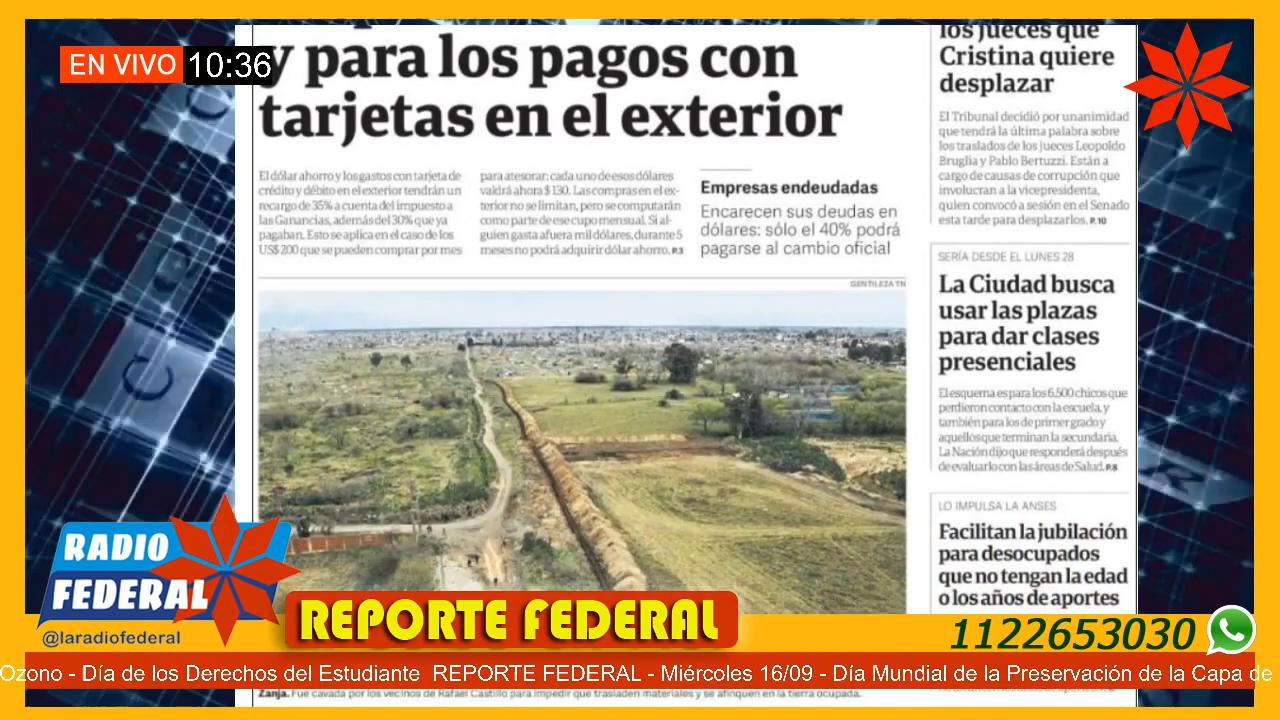 EN VIVO 10:36
y para los pagos con
tarjetas en el exterior
El dólar ahorro y los gastos con tarjeta de
crédito y débito en el exterior tendrán un
recargo de 35% a cuenta del impuesto a
las Ganancias, además del 30% que ya
pagaban. Esto se aplica en el caso de los
US$ 200 que se pueden comprar por mes
para atesorar: cada uno de esos dólares
valdrá ahora $ 130. Las compras en el ex-
terior no se limitan, pero se computarán
como parte de ese cupo mensual. Si al-
guien gasta afuera mil dólares, durante 5
meses no podrá adquirir dólar ahorro. P.3
Empresas endeudadas
Encarecen sus deudas en
dólares: sólo el 40% podrá
pagarse al cambio oficial
GENTILEZA TN
los jueces que
Cristina quiere
desplazar
El Tribunal decidió por unanimidad
que tendrá la última palabra sobre
los traslados de los jueces Leopoldo
Bruglia y Pablo Bertuzzi. Están a
cargo de causas de corrupción que
involucran a la vicepresidenta,
quien convocó a sesión en el Senado
esta tarde para desplazarlos. P.10
SERÍA DESDE EL LUNES 28
La Ciudad busca
usar las plazas
para dar clases
presenciales
El esquema es para los 6.500 chicos que
perdieron contacto con la escuela, y
también para los de primer grado y
aquellos que terminan la secundaria.
La Nación dijo que responderá después
de evaluarlo con las áreas de Salud. P.8
LO IMPULSA LA ANSES
Facilitan la jubilación
para desocupados
que no tengan la edad
o los años de aportes
RADIO
FEDERAL
@laradiofederal
REPORTE FEDERAL
1122653030
Ozono - Día de los Derechos del Estudiante REPORTE FEDERAL - Miércoles 16/09 - Día Mundial de la Preservación de la Capa de
Zanja. Fue cavada por los vecinos de Rafael Castillo para impedir que trasladen materiales y se afinquen en la tierra ocupada.